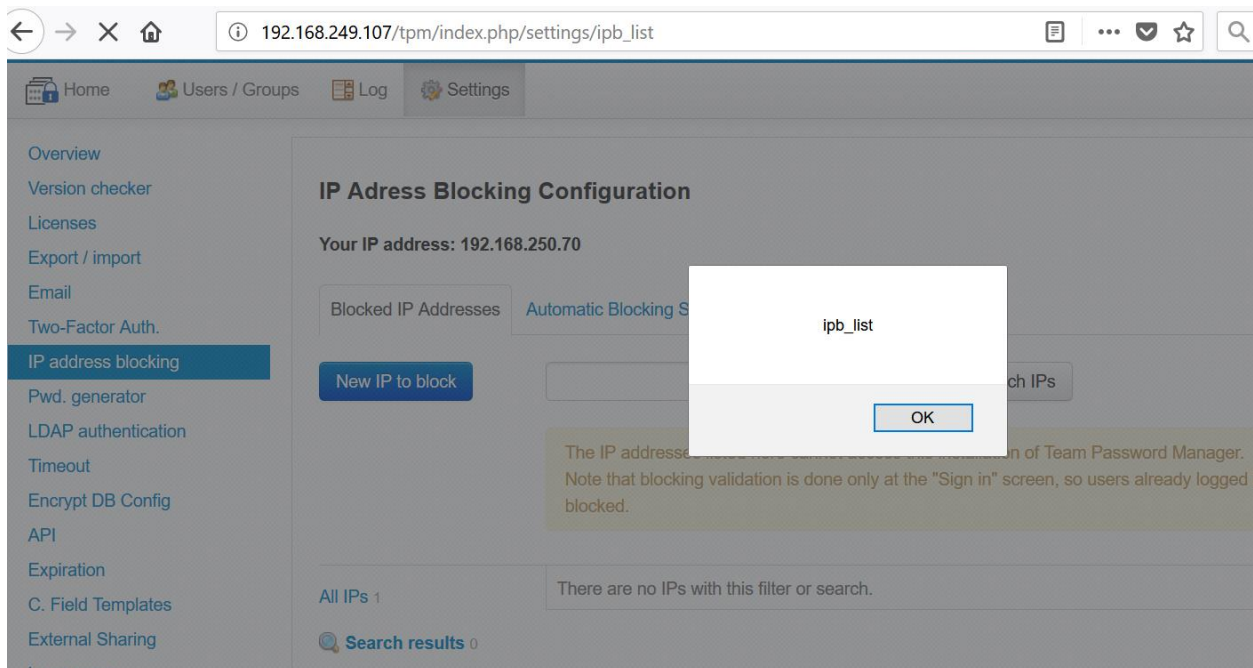 192.168.249.107/tpm/index.php/settings/ipb_list
Home Users / Groups Log Settings
Overview
Version checker
Licenses
Export / import
Email
Two-Factor Auth.
IP address blocking
Pwd. generator
LDAP authentication
Timeout
Encrypt DB Config
API
Expiration
C. Field Templates
External Sharing
IP Adress Blocking Configuration
Your IP address: 192.168.250.70
Blocked IP Addresses Automatic Blocking S
New IP to block ch IPs
The IP addresses of Team Password Manager.
Note that blocking validation is done only at the "Sign in" screen, so users already logged
blocked.
All IPs 1
There are no IPs with this filter or search.
Search results 0
ipb_list
OK